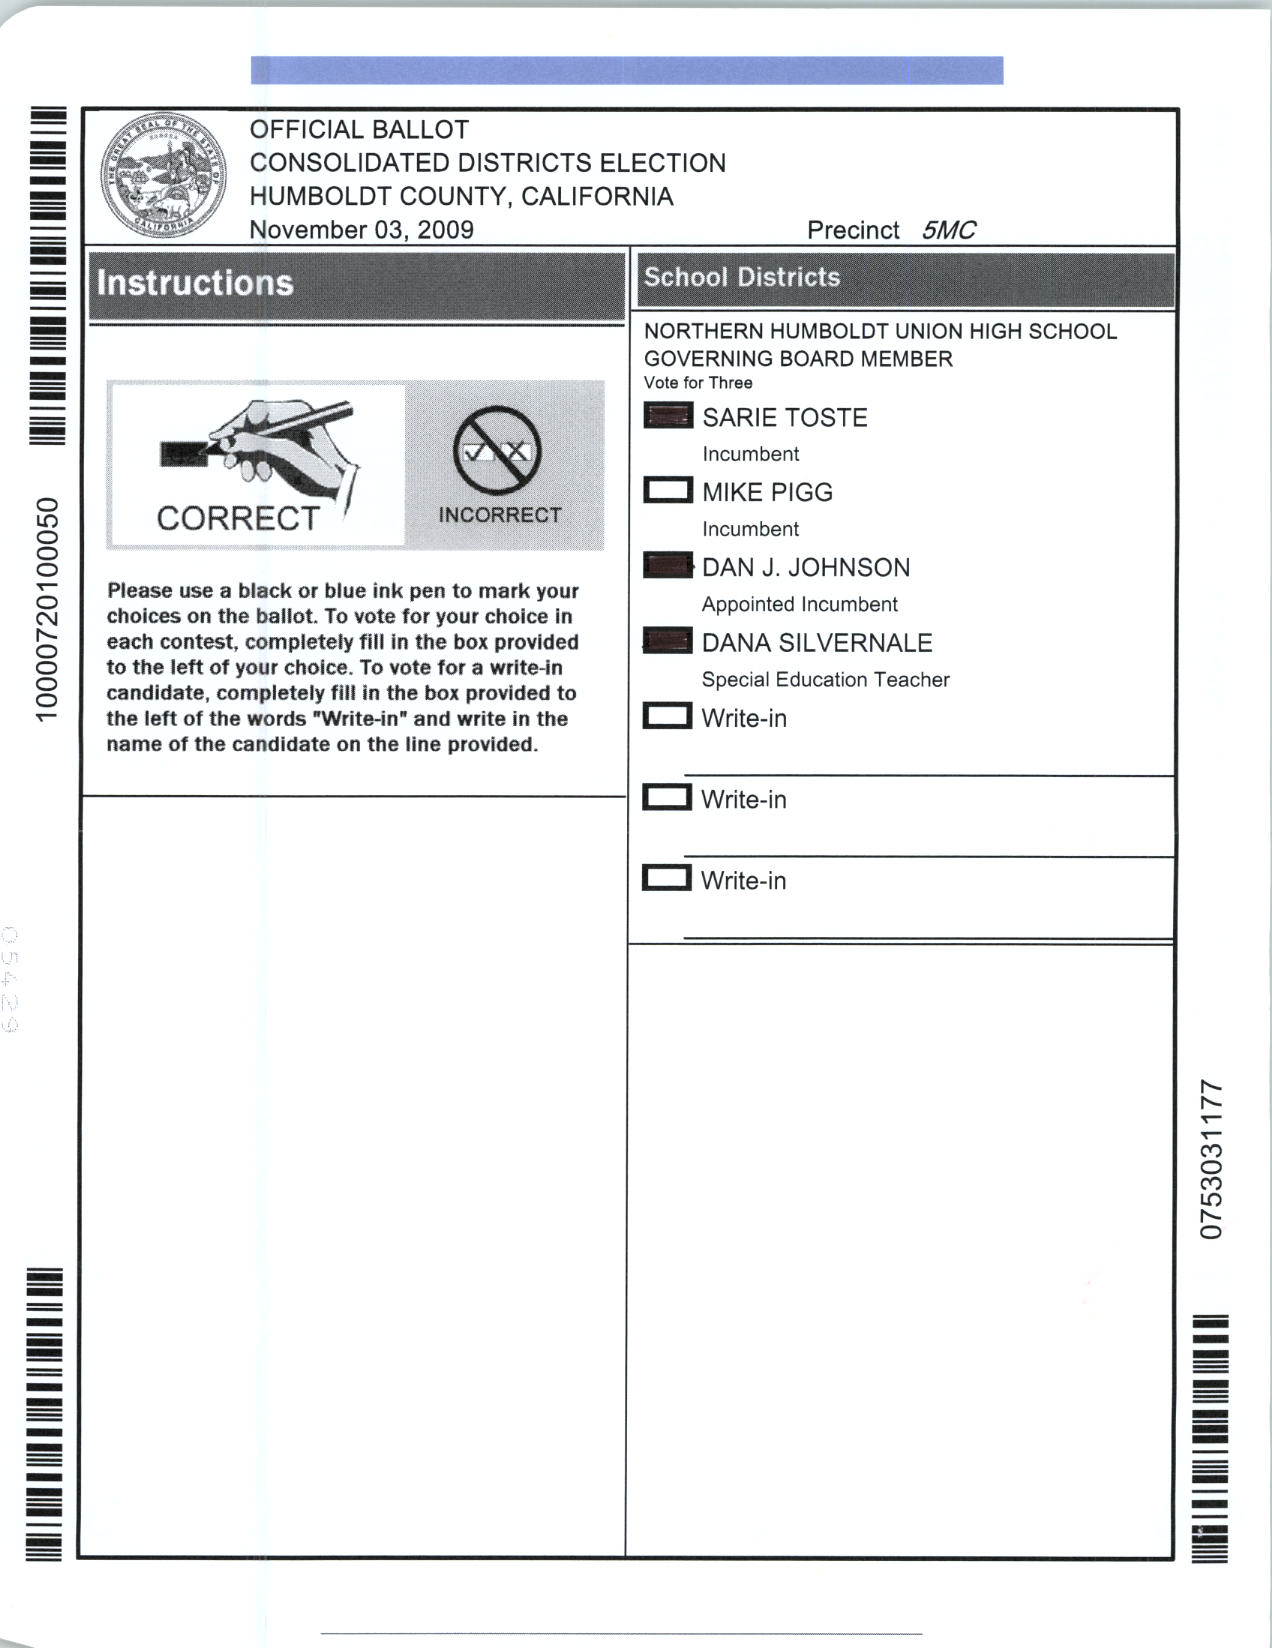 OFFICIAL BALLOT
CONSOLIDATED DISTRICTS ELECTION
HUMBOLDT COUNTY, CALIFORNIA
November 03, 2009
Precinct 5MC
THE GREAT SEAL OF THE STATE OF CALIFORNIA
EUREKA
Instructions
CORRECT
INCORRECT
Please use a black or blue ink pen to mark your
choices on the ballot. To vote for your choice in
each contest, completely fill in the box provided
to the left of your choice. To vote for a write-in
candidate, completely fill in the box provided to
the left of the words "Write-in" and write in the
name of the candidate on the line provided.
School Districts
NORTHERN HUMBOLDT UNION HIGH SCHOOL
GOVERNING BOARD MEMBER
Vote for Three
SARIE TOSTE
Incumbent
MIKE PIGG
Incumbent
DAN J. JOHNSON
Appointed Incumbent
DANA SILVERNALE
Special Education Teacher
Write-in
Write-in
Write-in
10000720100050
05429
0753031177